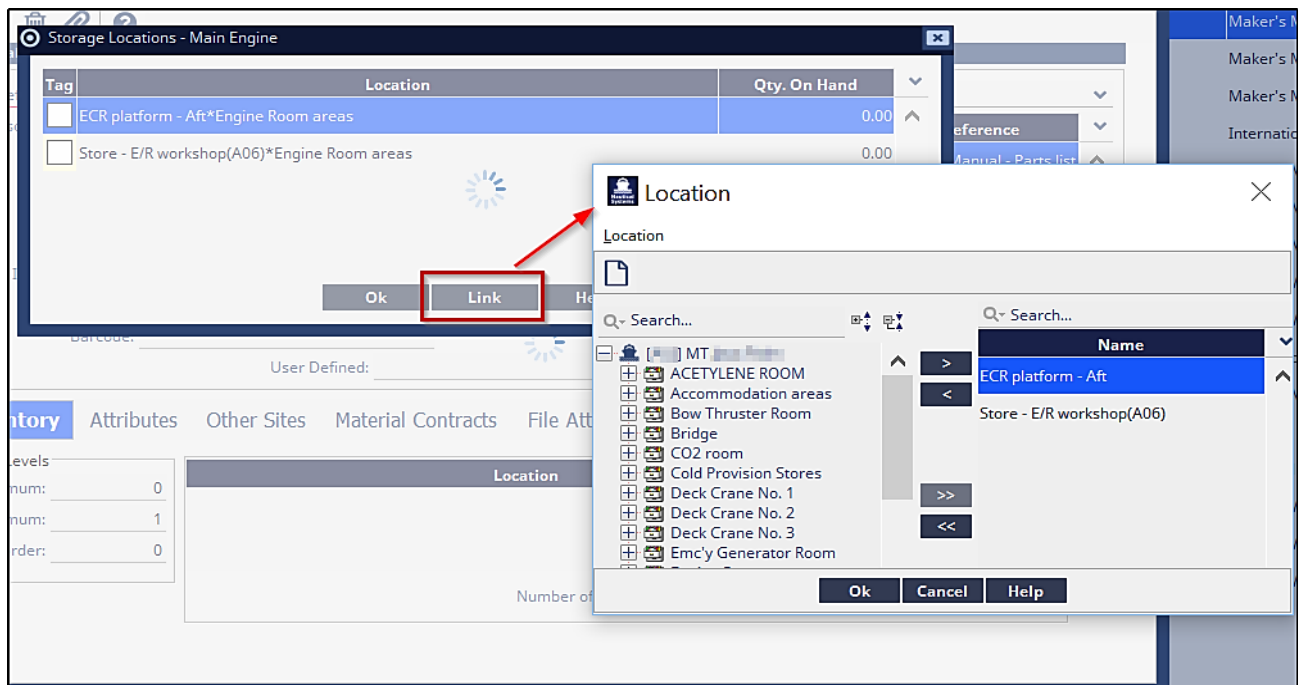 Maker's M
Storage Locations - Main Engine
Maker's M
Tag Location Qty. On Hand
Maker's M
ECR platform - Aft*Engine Room areas 0.00
eference
Internatio
Store - E/R workshop(A06)*Engine Room areas 0.00
Manual - Parts list
Location
Location
Ok Link He
Search...
Search...
Name
[ ] MT
ACETYLENE ROOM
ECR platform - Aft
Accommodation areas
Bow Thruster Room
Store - E/R workshop(A06)
Bridge
CO2 room
Cold Provision Stores
Deck Crane No. 1
Deck Crane No. 2
Deck Crane No. 3
Emc'y Generator Room
> 
<
>>
<<
Ok Cancel Help
Barcode:
User Defined:
ntory Attributes Other Sites Material Contracts File Att
Levels
Location
num: 0
num: 1
rder: 0
Number of